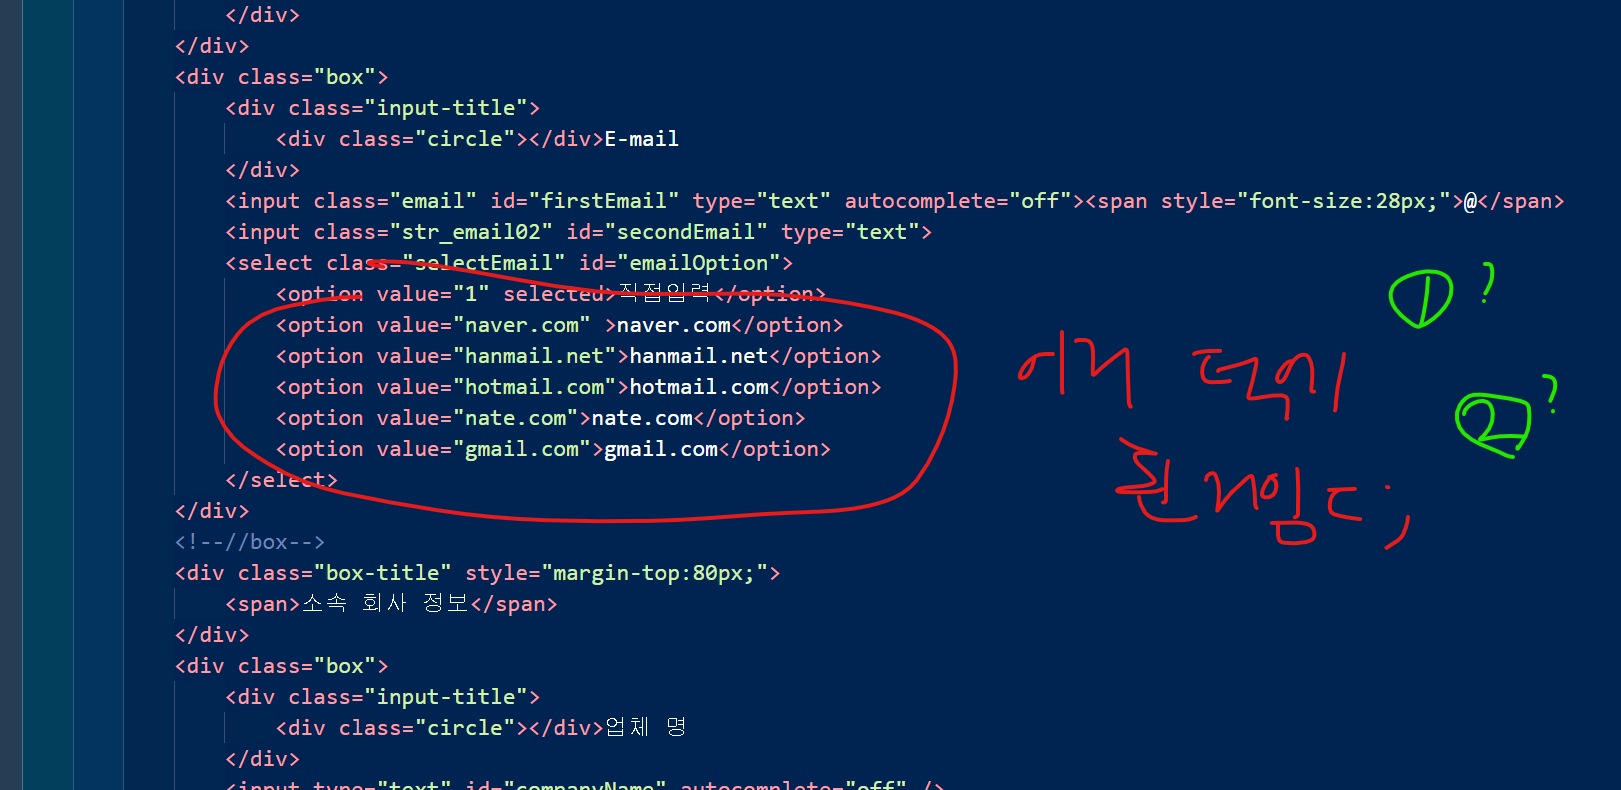 </div>
</div>
<div class="box">
<div class="input-title">
<div class="circle"></div>E-mail
</div>
<input class="email" id="firstEmail" type="text" autocomplete="off"><span style="font-size:28px;">@</span>
<input class="str_email02" id="secondEmail" type="text">
<select class="selectEmail" id="emailOption">
<option value="1" selected>직접입력</option>
<option value="naver.com" >naver.com</option>
<option value="hanmail.net">hanmail.net</option>
<option value="hotmail.com">hotmail.com</option>
<option value="nate.com">nate.com</option>
<option value="gmail.com">gmail.com</option>
</select>
</div>
<!--//box-->
<div class="box-title" style="margin-top:80px;">
<span>소속 회사 정보</span>
</div>
<div class="box">
<div class="input-title">
<div class="circle"></div>업체 명
</div>
<input type="text" id="companyName" autocomplete="off" />
① ?
② ?
이거